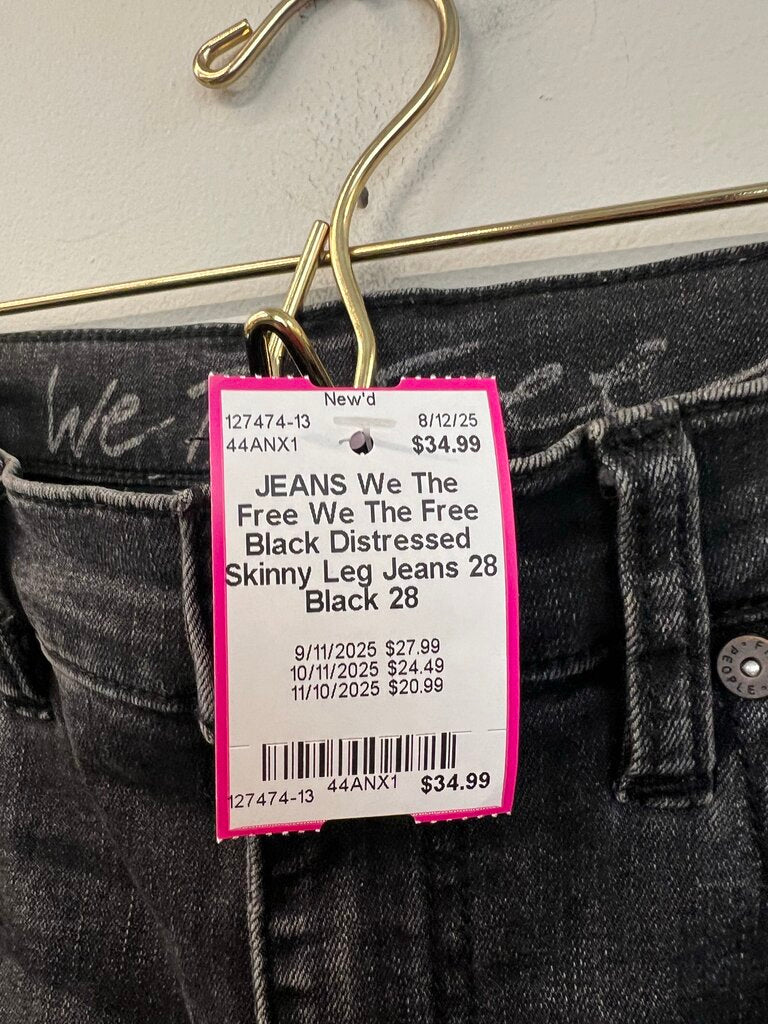 We
New'd
127474-13 8/12/25
44ANX1 $34.99
JEANS We The
Free We The Free
Black Distressed
Skinny Leg Jeans 28
Black 28
9/11/2025 $27.99
10/11/2025 $24.49
11/10/2025 $20.99
127474-13 44ANX1 $34.99
PEOPLE